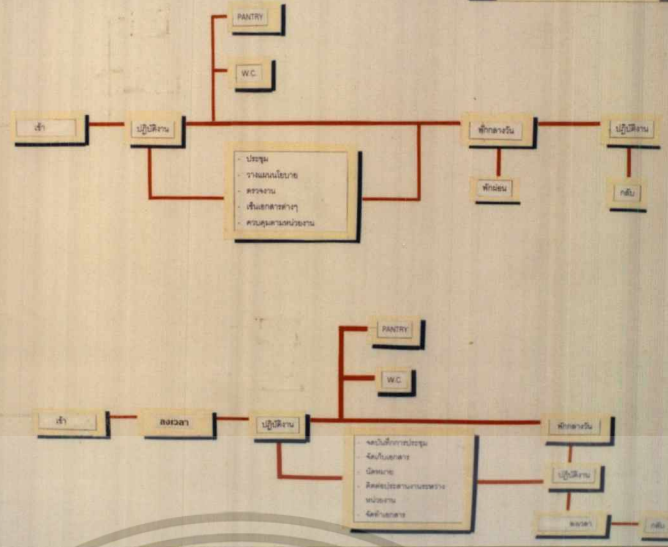 PANTRY
W.C.
เข้า
ปฏิบัติงาน
พักกลางวัน
ปฏิบัติงาน
- ประชุม
- วางแผนนโยบาย
- ตรวจงาน
- เซ็นเอกสารต่างๆ
- ควบคุมตามหน่วยงาน
พักผ่อน
กลับ
PANTRY
W.C.
เข้า
ลงเวลา
ปฏิบัติงาน
พักกลางวัน
- จดบันทึกการประชุม
- จัดเก็บเอกสาร
- นัดหมาย
- ติดต่อประสานงานระหว่าง
หน่วยงาน
- จัดทำเอกสาร
ปฏิบัติงาน
ลงเวลา
กลับ